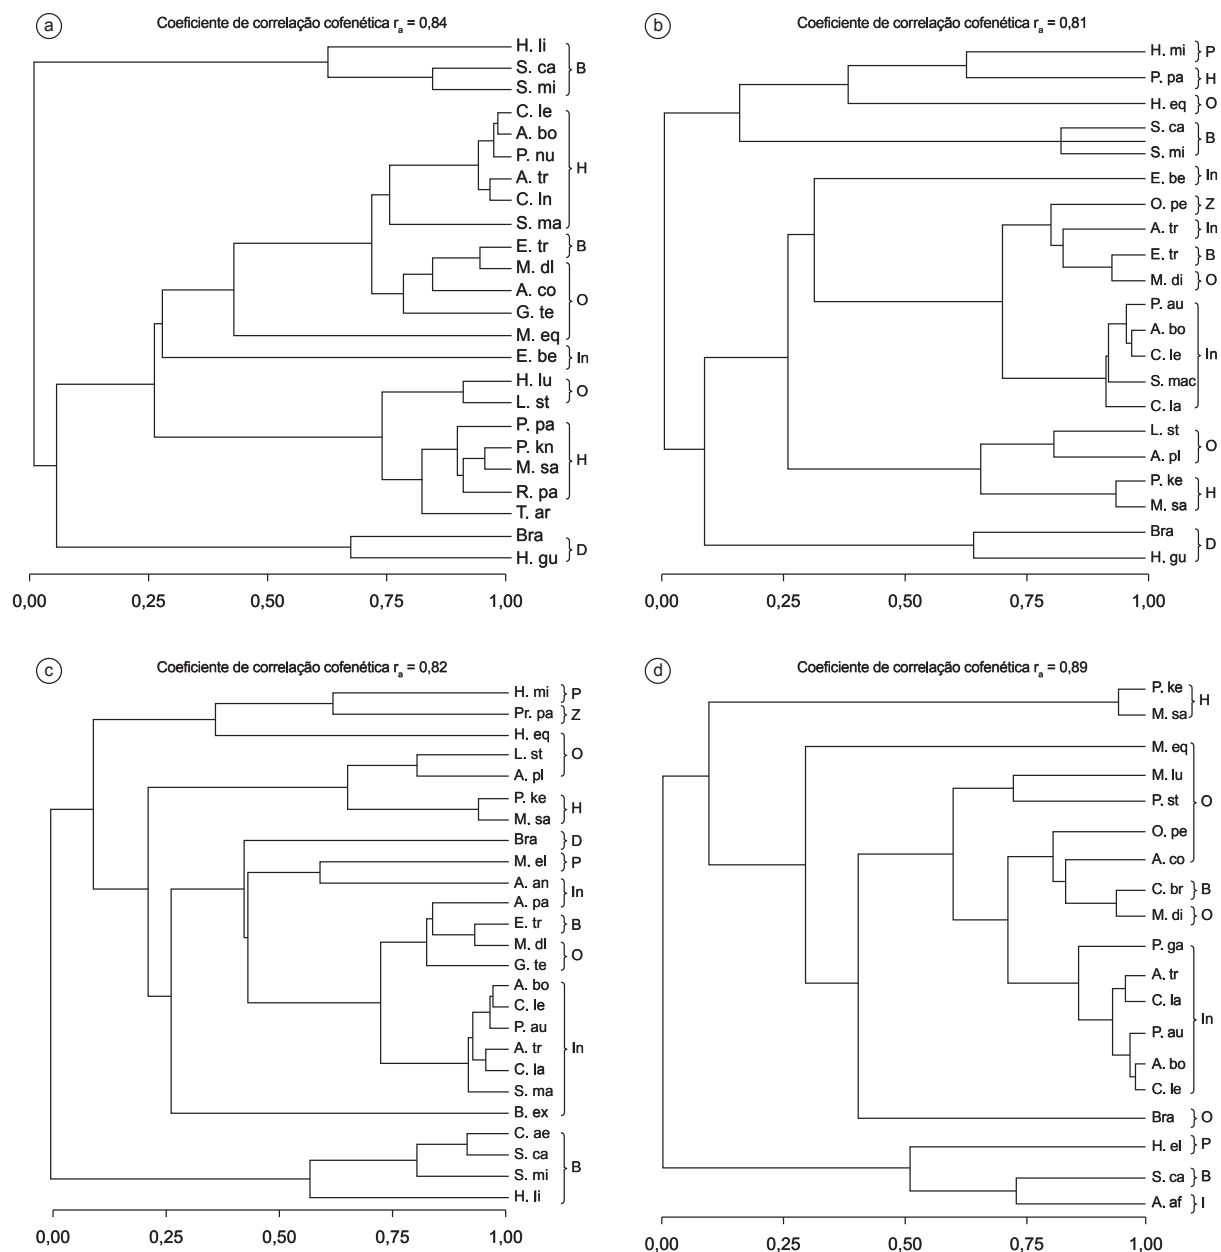 a
Coeficiente de correlação cofenética ra = 0,84
H. li
S. ca
S. mi
B
C. le
A. bo
P. nu
A. tr
C. ln
S. ma
H
E. tr
B
M. dl
A. co
G. te
M. eq
O
E. be
In
H. lu
L. st
O
P. pa
P. kn
M. sa
R. pa
H
T. ar
Bra
H. gu
D
0,00 0,25 0,50 0,75 1,00
b
Coeficiente de correlação cofenética ra = 0,81
H. mi
P
P. pa
H
H. eq
O
S. ca
S. mi
B
E. be
In
O. pe
Z
A. tr
In
E. tr
B
M. di
O
P. au
A. bo
C. le
S. mac
C. la
In
L. st
A. pl
O
P. ke
M. sa
H
Bra
H. gu
D
0,00 0,25 0,50 0,75 1,00
c
Coeficiente de correlação cofenética ra = 0,82
H. mi
P
Pr. pa
Z
H. eq
L. st
A. pl
O
P. ke
M. sa
H
Bra
D
M. el
P
A. an
A. pa
In
E. tr
B
M. dl
G. te
O
A. bo
C. le
P. au
A. tr
C. la
S. ma
B. ex
In
C. ae
S. ca
S. mi
H. li
B
0,00 0,25 0,50 0,75 1,00
d
Coeficiente de correlação cofenética ra = 0,89
P. ke
M. sa
H
M. eq
M. lu
P. st
O. pe
A. co
O
C. br
B
M. di
O
P. ga
A. tr
C. la
P. au
A. bo
C. le
In
Bra
O
H. el
P
S. ca
B
A. af
I
0,00 0,25 0,50 0,75 1,00